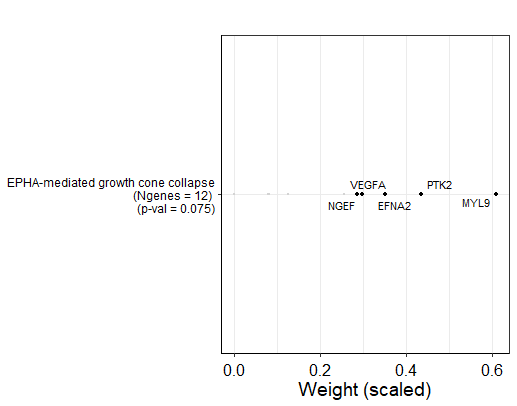 EPHA-mediated growth cone collapse
(Ngenes = 12)
(p-val = 0.075)
VEGFA
PTK2
NGEF
EFNA2
MYL9
0.0
0.2
0.4
0.6
Weight (scaled)